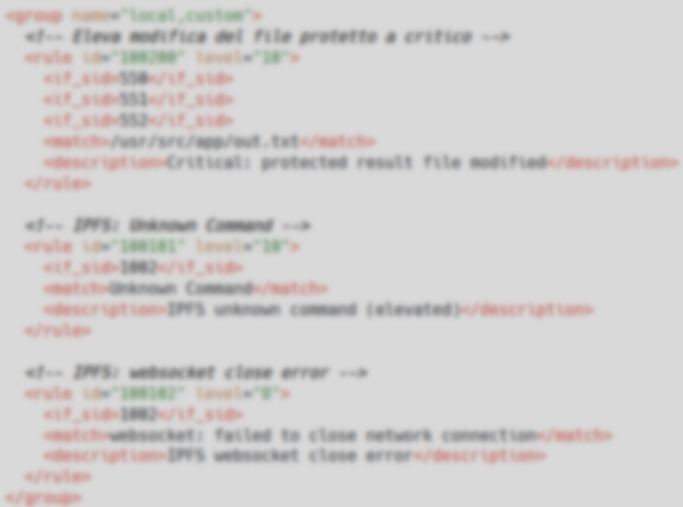 <group name="local,custom">
<!-- Eleva modifica del file protetto a critico -->
<rule id="100200" level="10">
<if_sid>550</if_sid>
<if_sid>551</if_sid>
<if_sid>552</if_sid>
<match>/usr/src/app/out.txt</match>
<description>Critical: protected result file modified</description>
</rule>
<!-- IPFS: Unknown Command -->
<rule id="100101" level="10">
<if_sid>1002</if_sid>
<match>Unknown Command</match>
<description>IPFS unknown command (elevated)</description>
</rule>
<!-- IPFS: websocket close error -->
<rule id="100102" level="8">
<if_sid>1002</if_sid>
<match>websocket: failed to close network connection</match>
<description>IPFS websocket close error</description>
</rule>
</group>